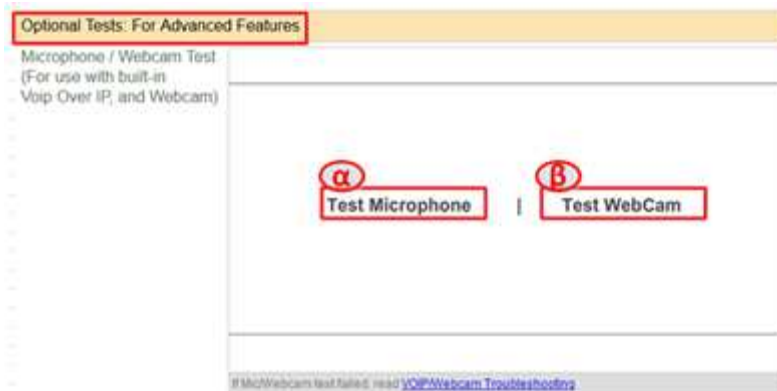 Optional Tests: For Advanced Features
Microphone / Webcam Test
(For use with built-in
Voip Over IP, and Webcam)
α β
Test Microphone | Test WebCam
If Mic/Webcam test failed, read VOIP/Webcam Troubleshooting